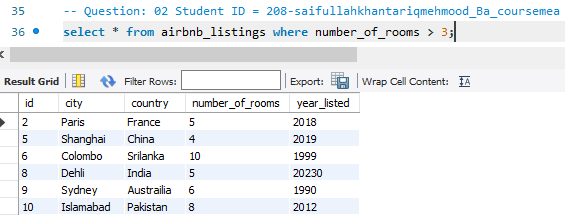 35 -- Question: 02 Student ID = 208-saifullahkhantariqmehmood_Ba_coursemea
36 select * from airbnb_listings where number_of_rooms > 3;
Result Grid Filter Rows: Export: Wrap Cell Content:
id city country number_of_rooms year_listed
2 Paris France 5 2018
5 Shanghai China 4 2019
6 Colombo Srilanka 10 1999
8 Dehli India 5 20230
9 Sydney Austrailia 6 1990
10 Islamabad Pakistan 8 2012